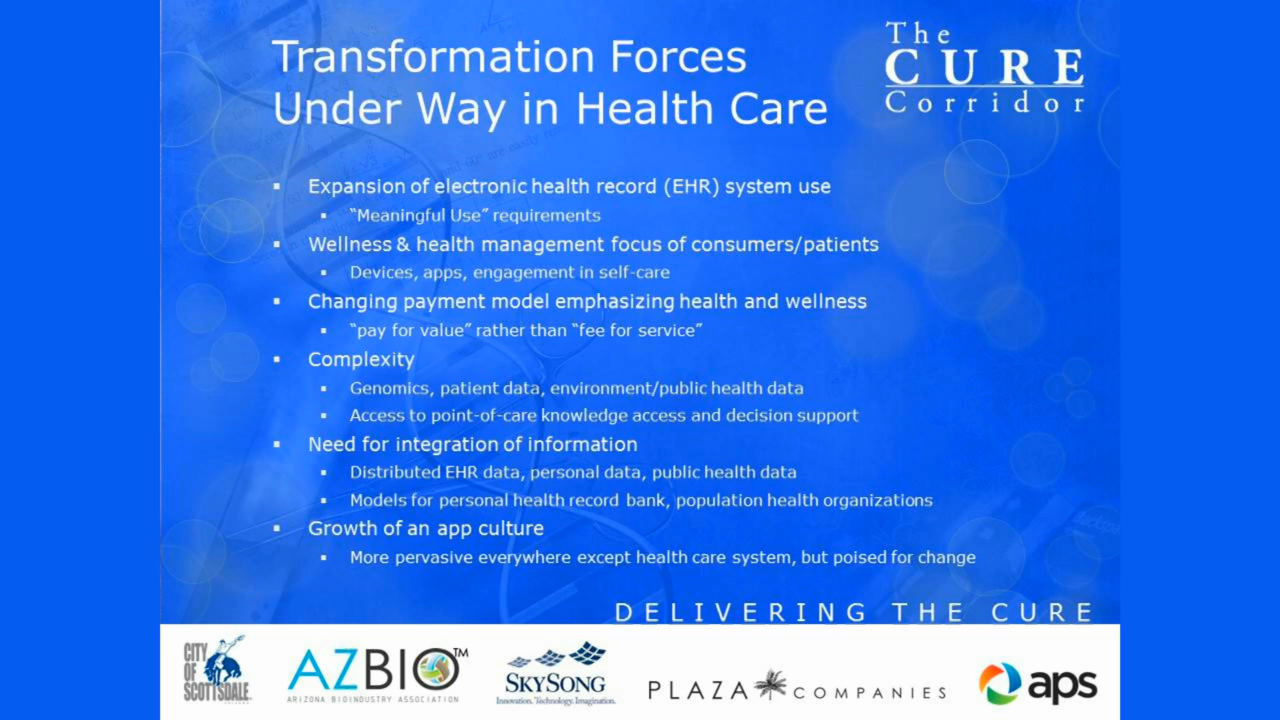 Transformation Forces
Under Way in Health Care
The
CURE
Corridor
▪ Expansion of electronic health record (EHR) system use
▪ “Meaningful Use” requirements
▪ Wellness & health management focus of consumers/patients
▪ Devices, apps, engagement in self-care
▪ Changing payment model emphasizing health and wellness
▪ “pay for value” rather than “fee for service”
▪ Complexity
▪ Genomics, patient data, environment/public health data
▪ Access to point-of-care knowledge access and decision support
▪ Need for integration of information
▪ Distributed EHR data, personal data, public health data
▪ Models for personal health record bank, population health organizations
▪ Growth of an app culture
▪ More pervasive everywhere except health care system, but poised for change
DELIVERING THE CURE
CITY
OF
SCOTTSDALE
AZBIO™
ARIZONA BIOINDUSTRY ASSOCIATION
SKYSONG
Innovation. Technology. Imagination.
PLAZA COMPANIES
aps